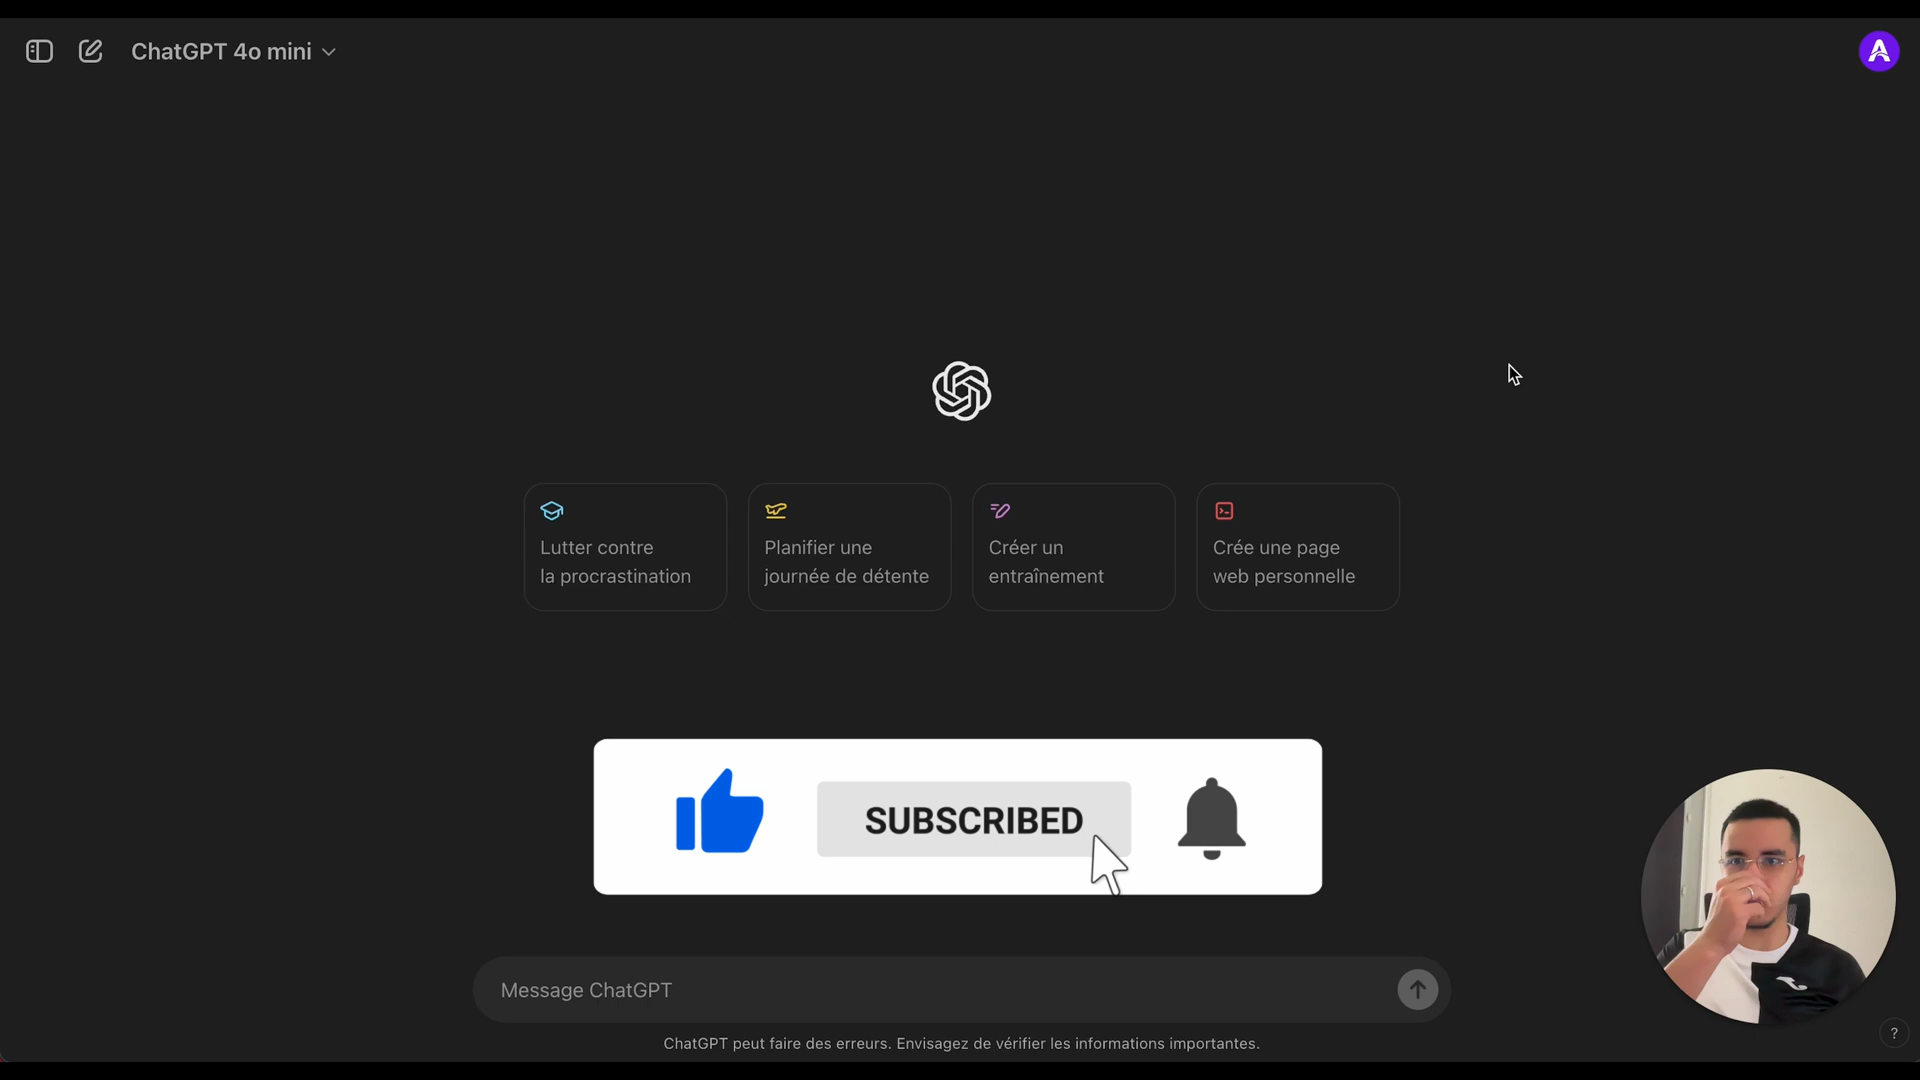 ChatGPT 4o mini
A
Lutter contre
la procrastination
Planifier une
journée de détente
Créer un
entraînement
Crée une page
web personnelle
SUBSCRIBED
Message ChatGPT
ChatGPT peut faire des erreurs. Envisagez de vérifier les informations importantes.
?